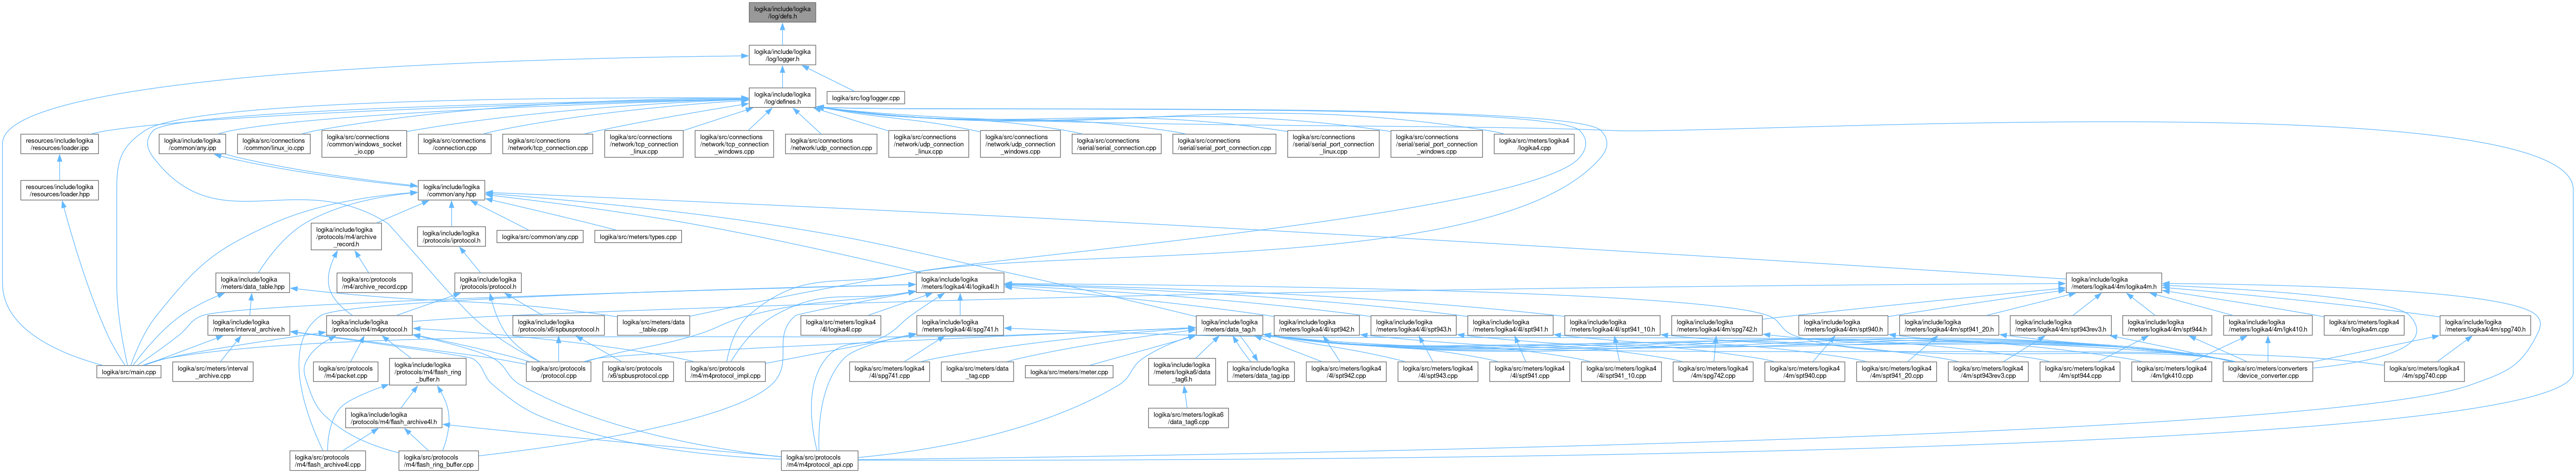 logika/include/logika
/log/defs.h
logika/include/logika
/log/logger.h
logika/include/logika
/log/defines.h
logika/src/log/logger.cpp
resources/include/logika
/resources/loader.ipp
logika/include/logika
/common/any.ipp
logika/src/connections
/common/linux_io.cpp
logika/src/connections
/common/windows_socket
_io.cpp
logika/src/connections
/connection.cpp
logika/src/connections
/network/tcp_connection.cpp
logika/src/connections
/network/tcp_connection
_linux.cpp
logika/src/connections
/network/tcp_connection
_windows.cpp
logika/src/connections
/network/udp_connection.cpp
logika/src/connections
/network/udp_connection
_linux.cpp
logika/src/connections
/network/udp_connection
_windows.cpp
logika/src/connections
/serial/serial_connection.cpp
logika/src/connections
/serial/serial_port_connection.cpp
logika/src/connections
/serial/serial_port_connection
_linux.cpp
logika/src/connections
/serial/serial_port_connection
_windows.cpp
logika/src/meters/logika4
/logika4.cpp
resources/include/logika
/resources/loader.hpp
logika/include/logika
/common/any.hpp
logika/include/logika
/protocols/m4/archive
_record.h
logika/include/logika
/protocols/iprotocol.h
logika/src/common/any.cpp
logika/src/meters/types.cpp
logika/include/logika
/meters/data_table.hpp
logika/src/protocols
/m4/archive_record.cpp
logika/include/logika
/protocols/protocol.h
logika/include/logika
/meters/logika4/4l/logika4l.h
logika/include/logika
/meters/logika4/4m/logika4m.h
logika/include/logika
/meters/interval_archive.h
logika/include/logika
/protocols/m4/m4protocol.h
logika/include/logika
/protocols/x6/spbusprotocol.h
logika/src/meters/data
_table.cpp
logika/src/meters/logika4
/4l/logika4l.cpp
logika/include/logika
/meters/logika4/4l/spg741.h
logika/include/logika
/meters/data_tag.h
logika/include/logika
/meters/logika4/4l/spt942.h
logika/include/logika
/meters/logika4/4l/spt943.h
logika/include/logika
/meters/logika4/4l/spt941.h
logika/include/logika
/meters/logika4/4l/spt941_10.h
logika/include/logika
/meters/logika4/4m/spg742.h
logika/include/logika
/meters/logika4/4m/spt940.h
logika/include/logika
/meters/logika4/4m/spt941_20.h
logika/include/logika
/meters/logika4/4m/spt943rev3.h
logika/include/logika
/meters/logika4/4m/spt944.h
logika/include/logika
/meters/logika4/4m/lgk410.h
logika/src/meters/logika4
/4m/logika4m.cpp
logika/include/logika
/meters/logika4/4m/spg740.h
logika/src/main.cpp
logika/src/meters/interval
_archive.cpp
logika/src/protocols
/m4/packet.cpp
logika/include/logika
/protocols/m4/flash_ring
_buffer.h
logika/src/protocols
/protocol.cpp
logika/src/protocols
/x6/spbusprotocol.cpp
logika/src/protocols
/m4/m4protocol_impl.cpp
logika/src/meters/logika4
/4l/spg741.cpp
logika/src/meters/data
_tag.cpp
logika/src/meters/meter.cpp
logika/include/logika
/meters/logika6/data
_tag6.h
logika/include/logika
/meters/data_tag.ipp
logika/src/meters/logika4
/4l/spt942.cpp
logika/src/meters/logika4
/4l/spt943.cpp
logika/src/meters/logika4
/4l/spt941.cpp
logika/src/meters/logika4
/4l/spt941_10.cpp
logika/src/meters/logika4
/4m/spg742.cpp
logika/src/meters/logika4
/4m/spt940.cpp
logika/src/meters/logika4
/4m/spt941_20.cpp
logika/src/meters/logika4
/4m/spt943rev3.cpp
logika/src/meters/logika4
/4m/spt944.cpp
logika/src/meters/logika4
/4m/lgk410.cpp
logika/src/meters/converters
/device_converter.cpp
logika/src/meters/logika4
/4m/spg740.cpp
logika/include/logika
/protocols/m4/flash_archive4l.h
logika/src/meters/logika6
/data_tag6.cpp
logika/src/protocols
/m4/flash_archive4l.cpp
logika/src/protocols
/m4/flash_ring_buffer.cpp
logika/src/protocols
/m4/m4protocol_api.cpp